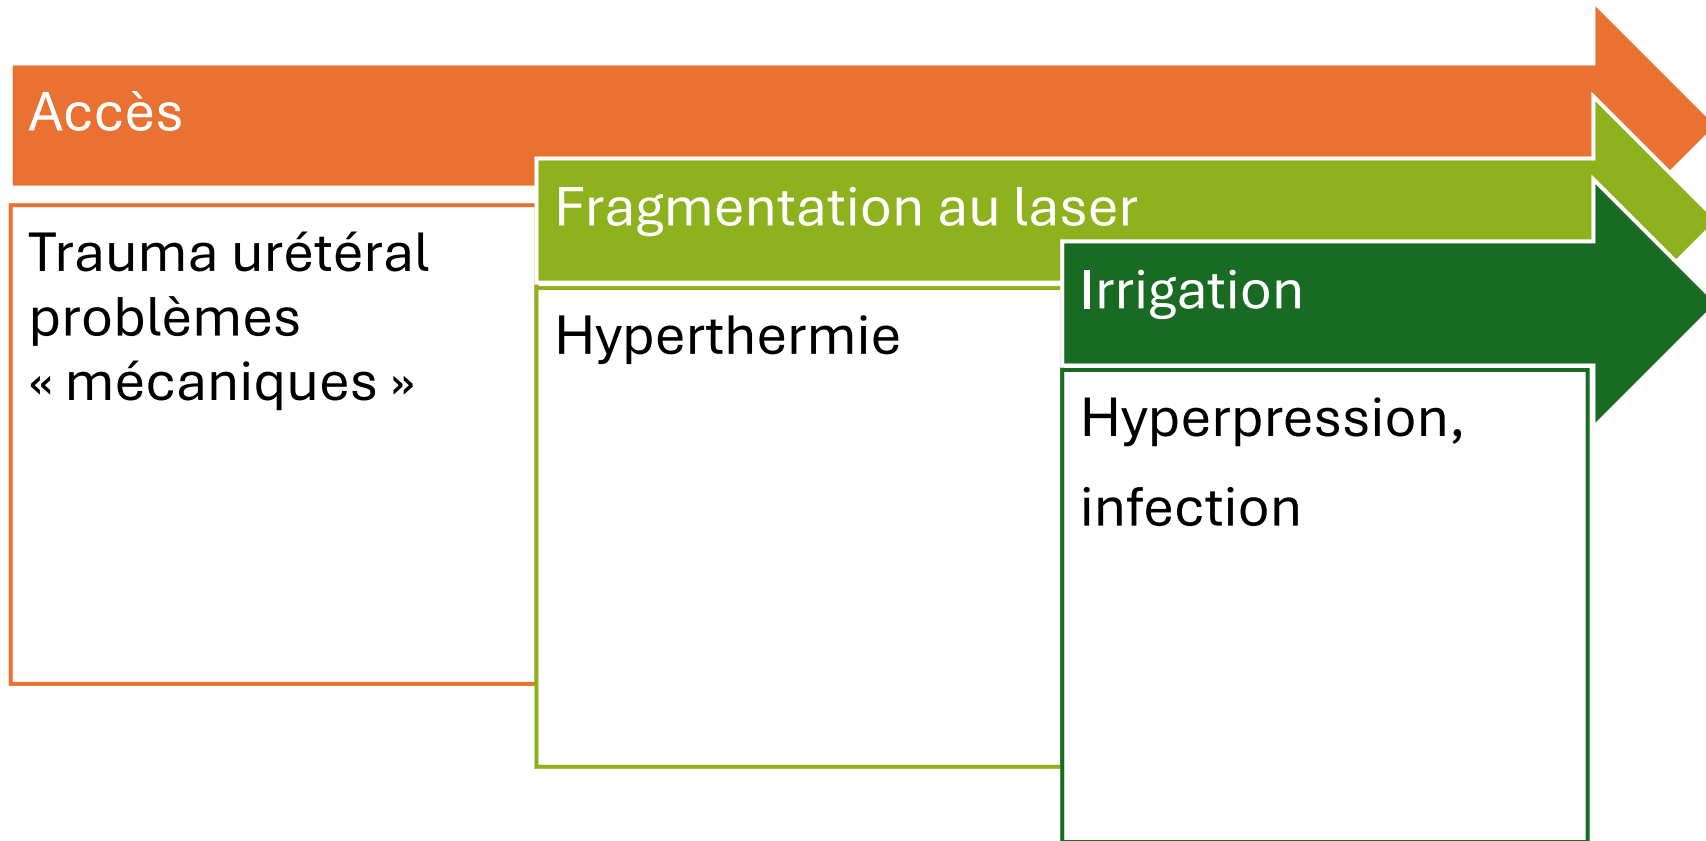 Accès
Trauma urétéral
problèmes
« mécaniques »
Fragmentation au laser
Hyperthermie
Irrigation
Hyperpression,
infection